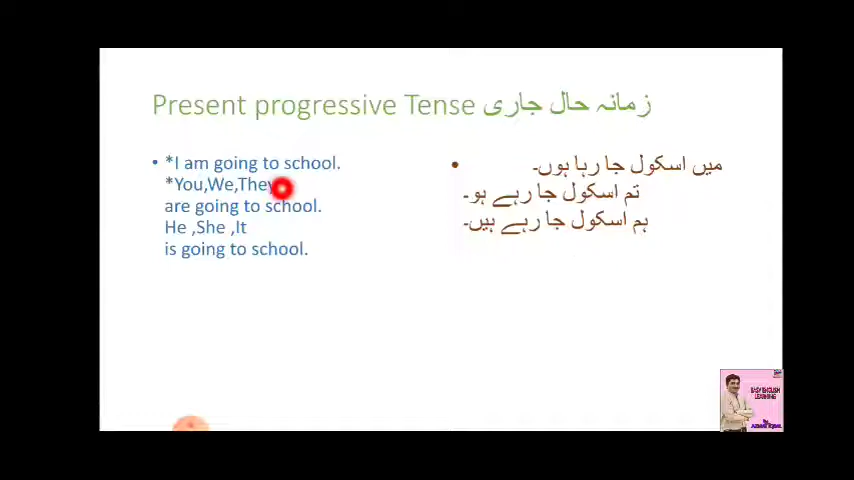 Present progressive Tense زمانہ حال جاری
*I am going to school.
*You,We,They
are going to school.
He ,She ,It
is going to school.
میں اسکول جا رہا ہوں۔
تم اسکول جا رہے ہو۔
ہم اسکول جا رہے ہیں۔
EASY ENGLISH
LEARNING